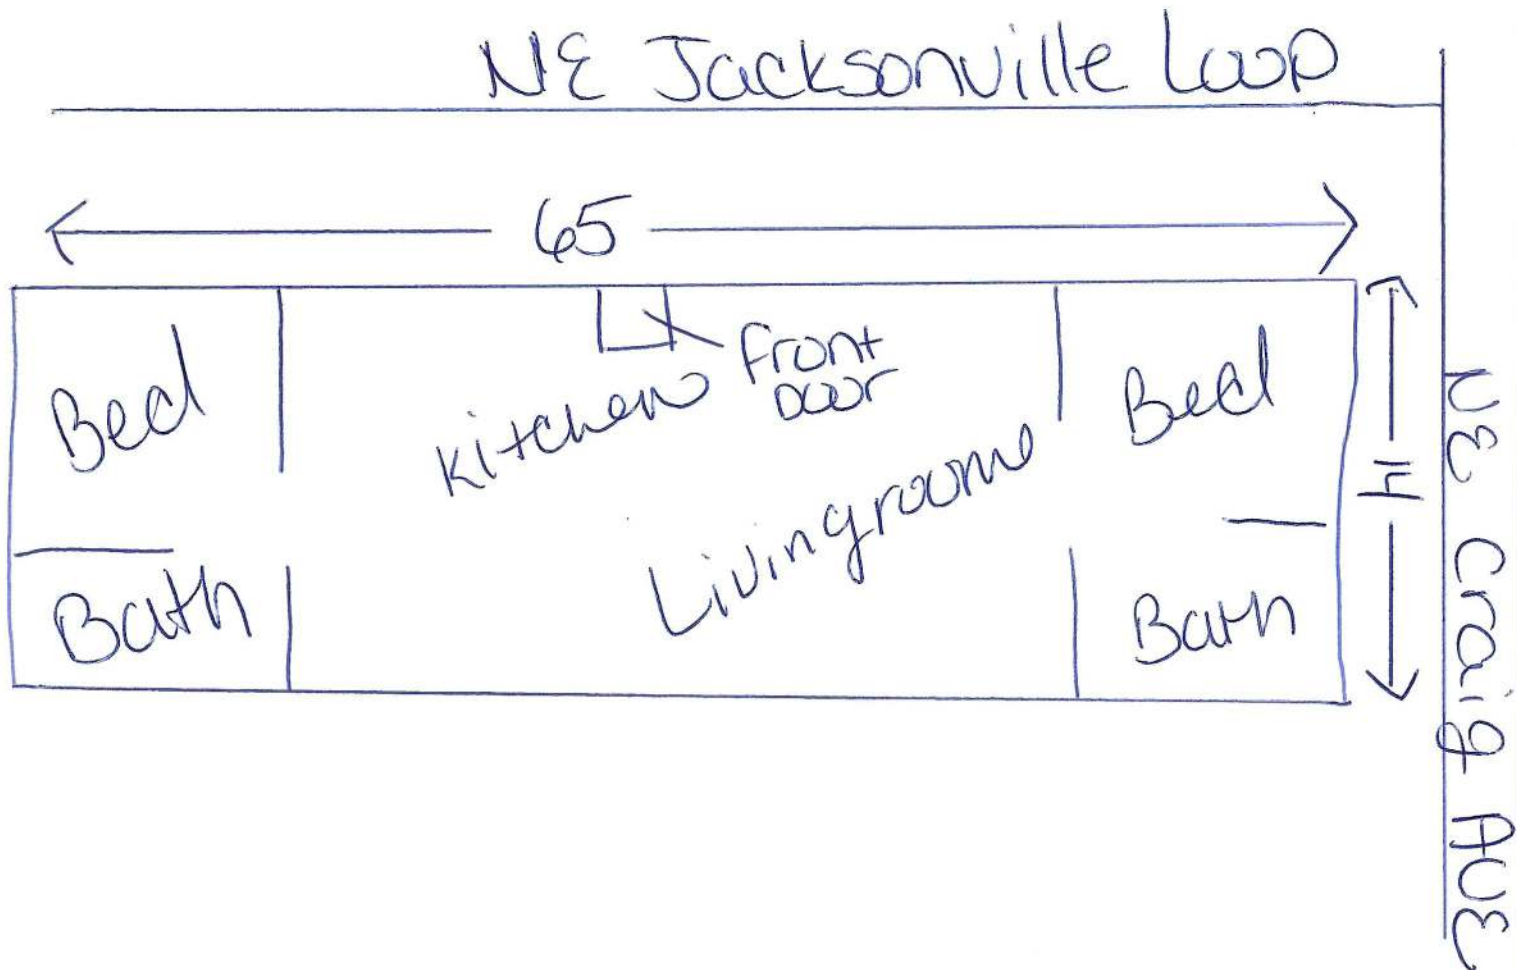 NE Jacksonville Loop
65
Bed
Kitchen
Front
Door
Livingroom
Bed
14
Bath
Bath
NE Craig Ave